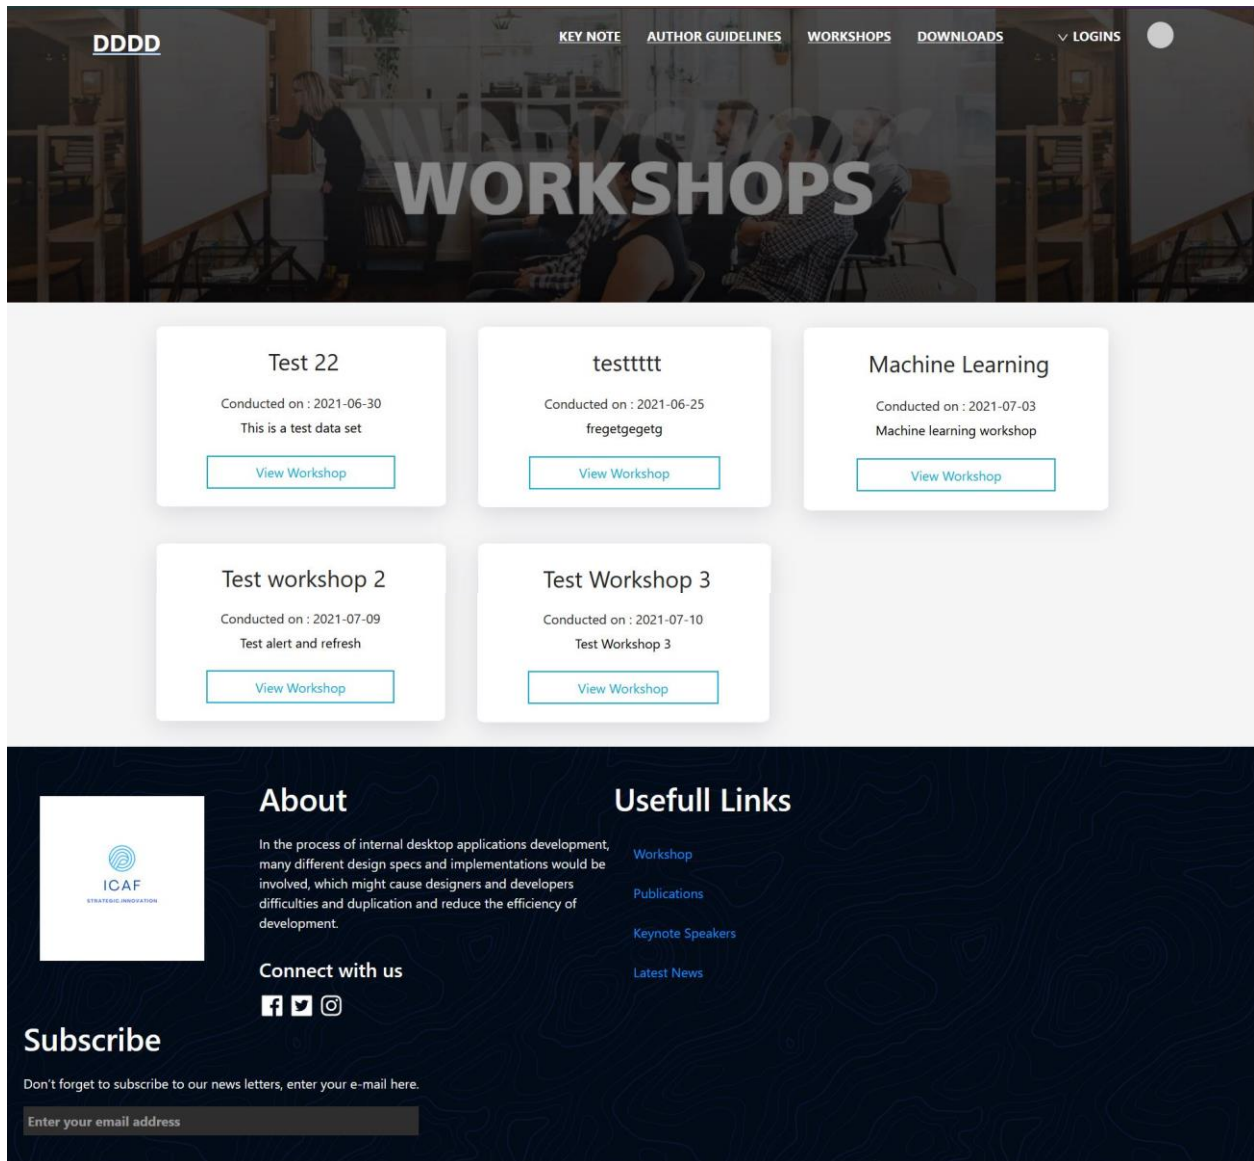 DDDD
KEY NOTE
AUTHOR GUIDELINES
WORKSHOPS
DOWNLOADS
LOGINS
WORKSHOPS
WORKSHOPS
Test 22
Conducted on : 2021-06-30
This is a test data set
View Workshop
testtttt
Conducted on : 2021-06-25
fregetgegetg
View Workshop
Machine Learning
Conducted on : 2021-07-03
Machine learning workshop
View Workshop
Test workshop 2
Conducted on : 2021-07-09
Test alert and refresh
View Workshop
Test Workshop 3
Conducted on : 2021-07-10
Test Workshop 3
View Workshop
ICAF
STRATEGIC.INNOVATION
About
In the process of internal desktop applications development,
many different design specs and implementations would be
involved, which might cause designers and developers
difficulties and duplication and reduce the efficiency of
development.
Connect with us
Usefull Links
Workshop
Publications
Keynote Speakers
Latest News
Subscribe
Don't forget to subscribe to our news letters, enter your e-mail here.
Enter your email address